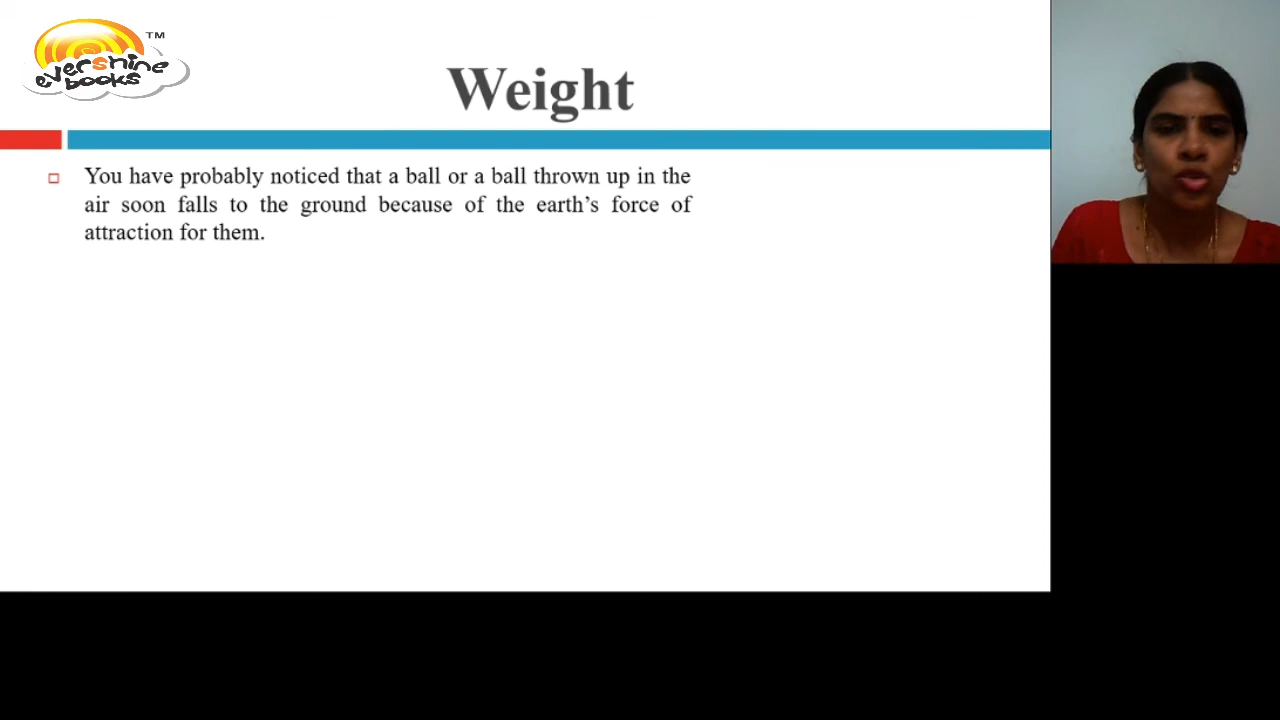 evershine
books
TM
Weight
You have probably noticed that a ball or a ball thrown up in the
air soon falls to the ground because of the earth's force of
attraction for them.